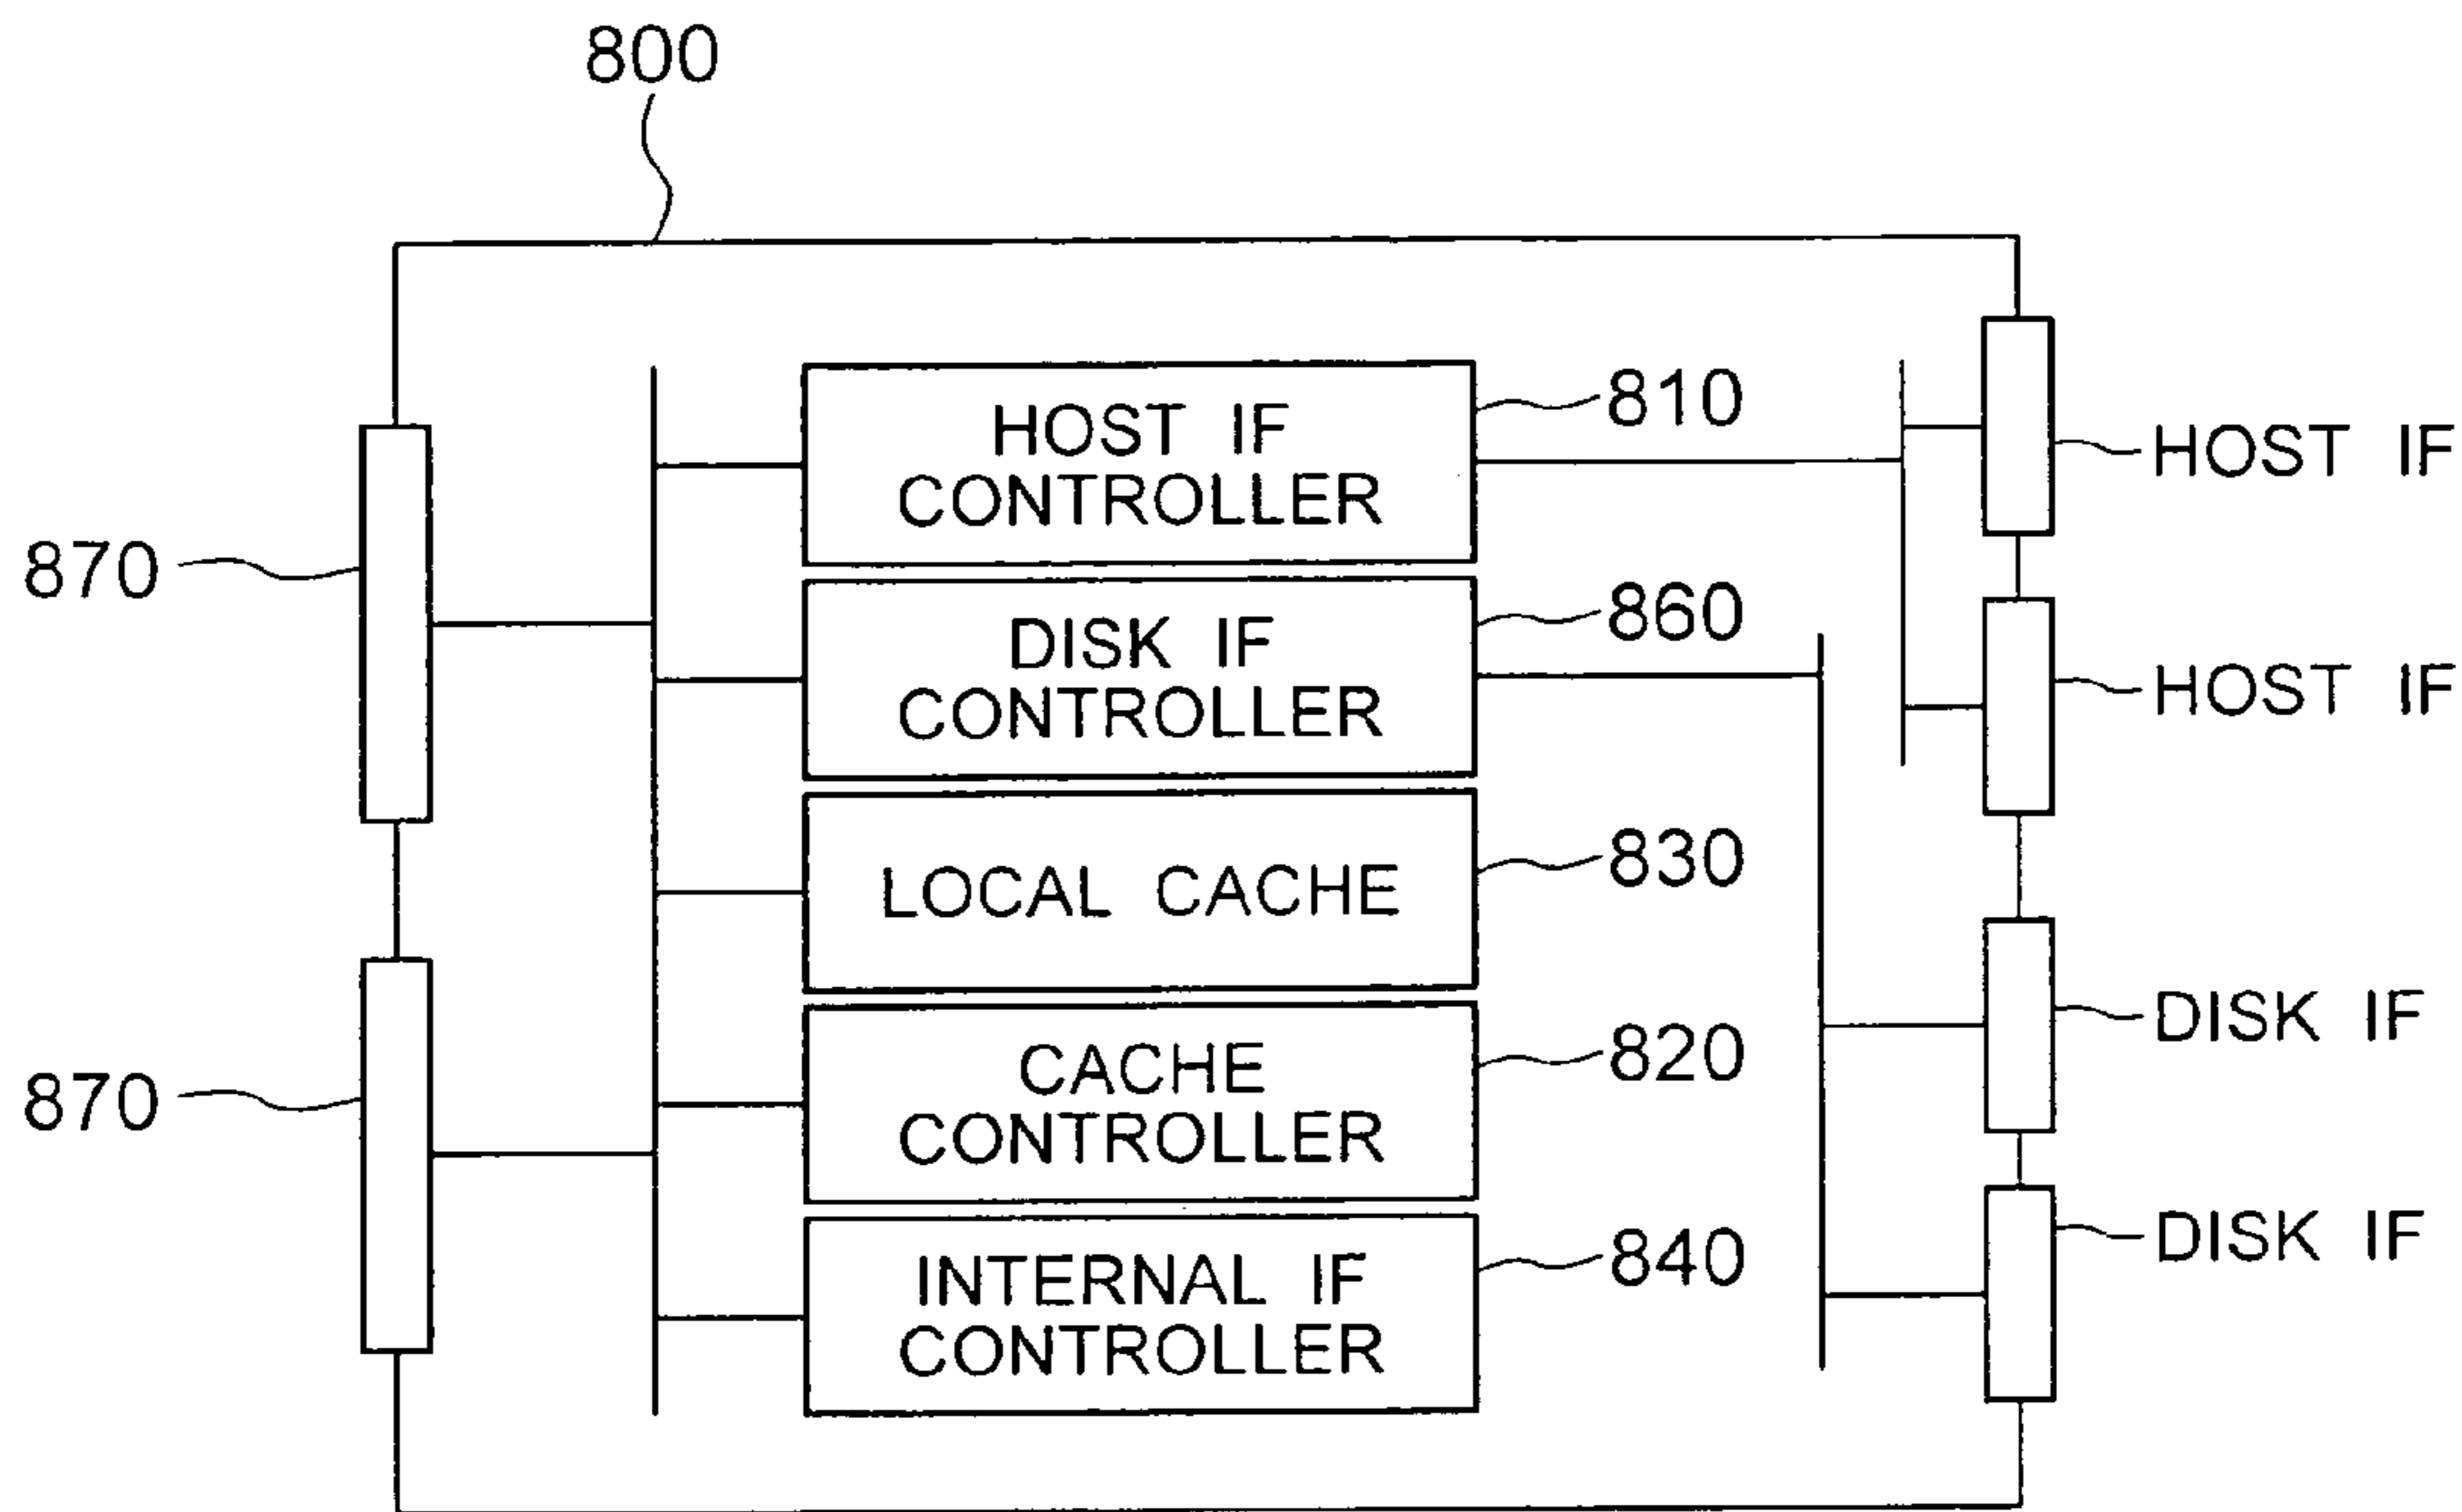 800
HOST IF
CONTROLLER
810
HOST IF
870
DISK IF
CONTROLLER
860
HOST IF
LOCAL CACHE
830
DISK IF
870
CACHE
CONTROLLER
820
INTERNAL IF
CONTROLLER
840
DISK IF